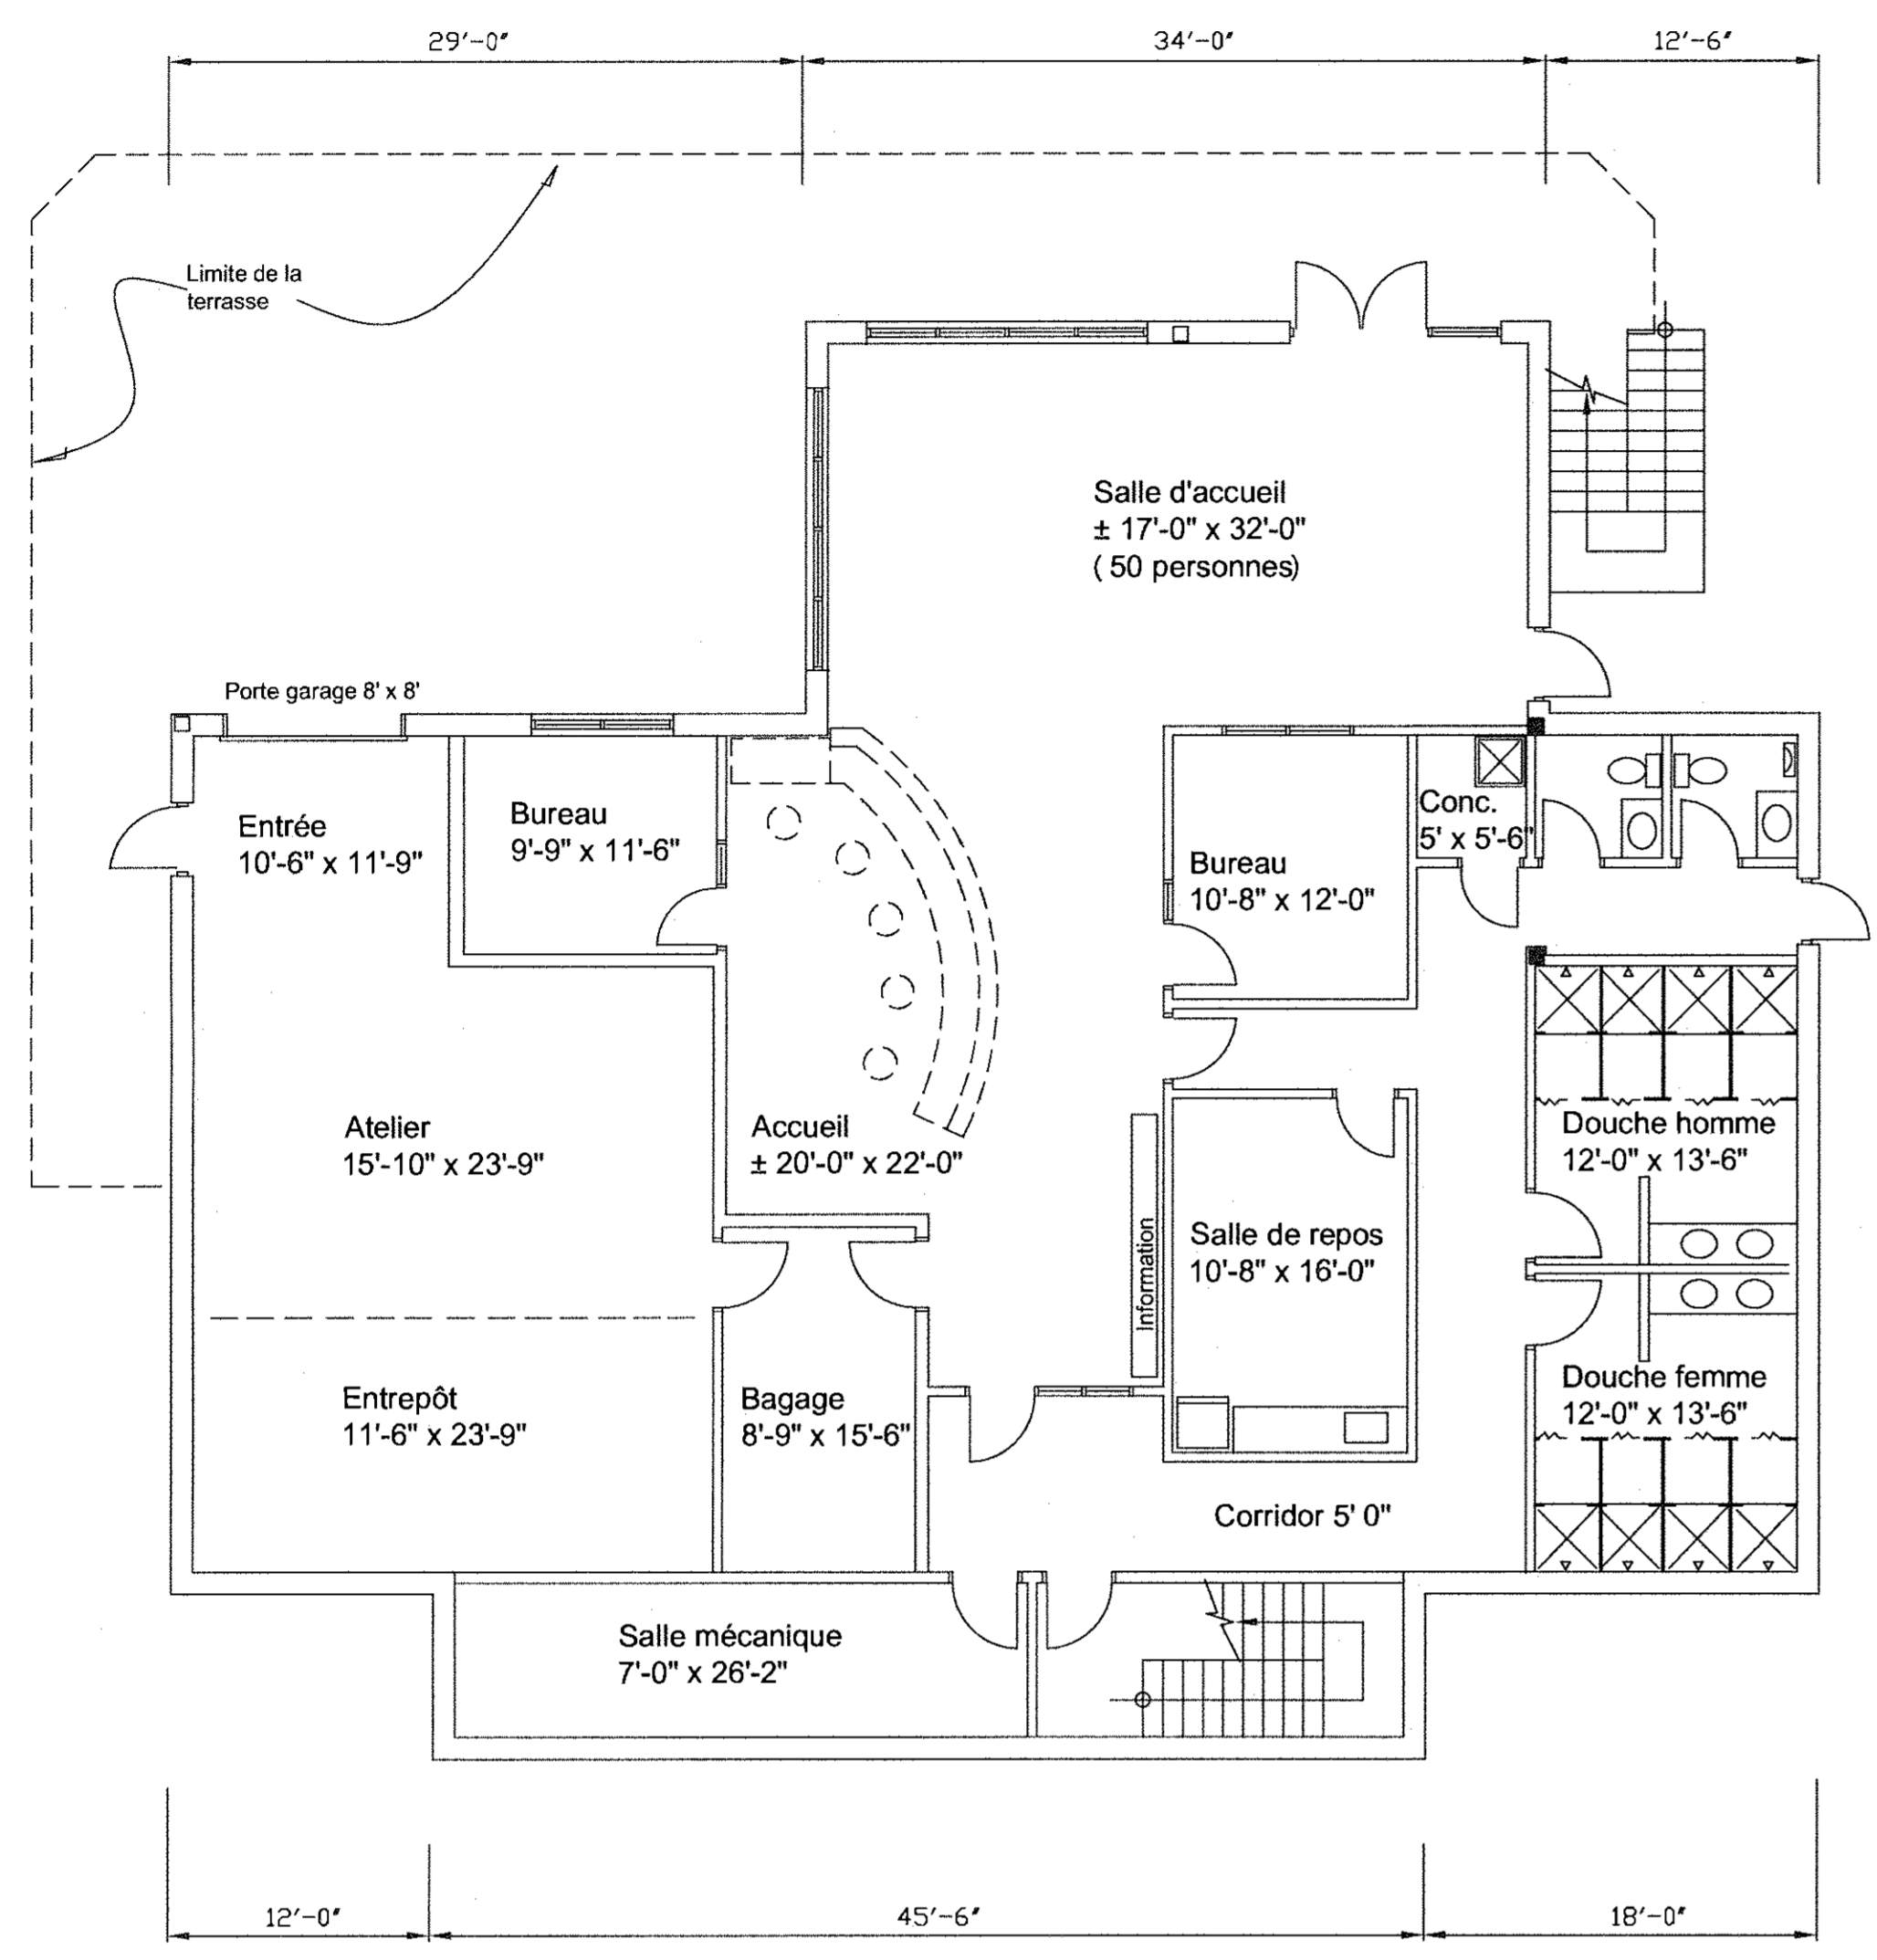 29'-0"
34'-0"
12'-6"
Limite de la
terrasse
Salle d'accueil
± 17'-0" x 32'-0"
( 50 personnes)
Porte garage 8' x 8'
Entrée
10'-6" x 11'-9"
Bureau
9'-9" x 11'-6"
Bureau
10'-8" x 12'-0"
Conc.
5' x 5'-6"
Atelier
15'-10" x 23'-9"
Accueil
± 20'-0" x 22'-0"
Douche homme
12'-0" x 13'-6"
Information
Salle de repos
10'-8" x 16'-0"
Entrepôt
11'-6" x 23'-9"
Bagage
8'-9" x 15'-6"
Douche femme
12'-0" x 13'-6"
Corridor 5' 0"
Salle mécanique
7'-0" x 26'-2"
12'-0"
45'-6"
18'-0"